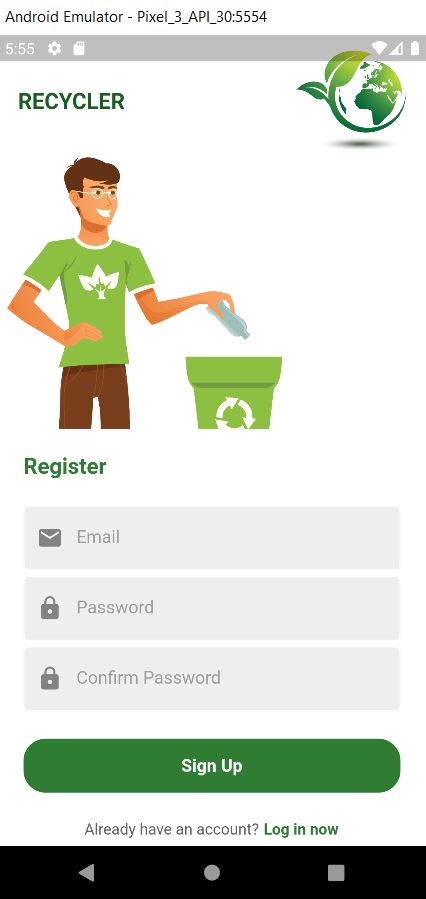 Android Emulator - Pixel_3_API_30:5554
5:55
RECYCLER
Register
Email
Password
Confirm Password
Sign Up
Already have an account? Log in now